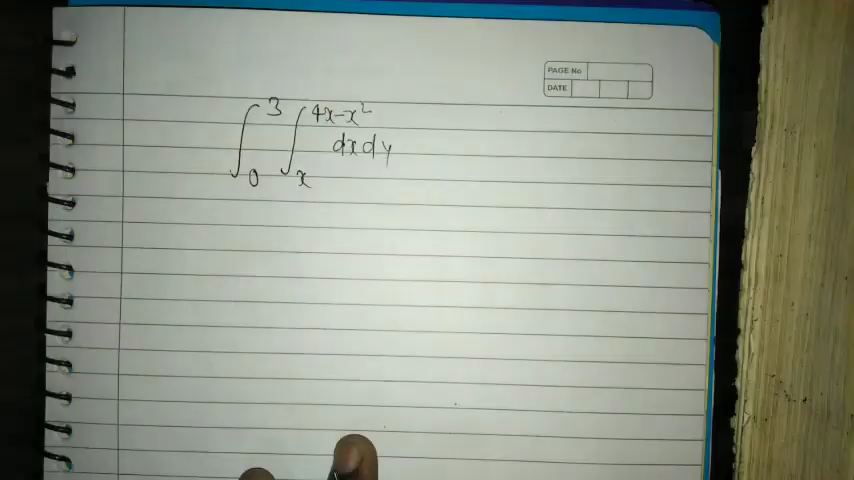 PAGE No
DATE
∫₀³ ∫ₓ^(4x-x²) dx dy